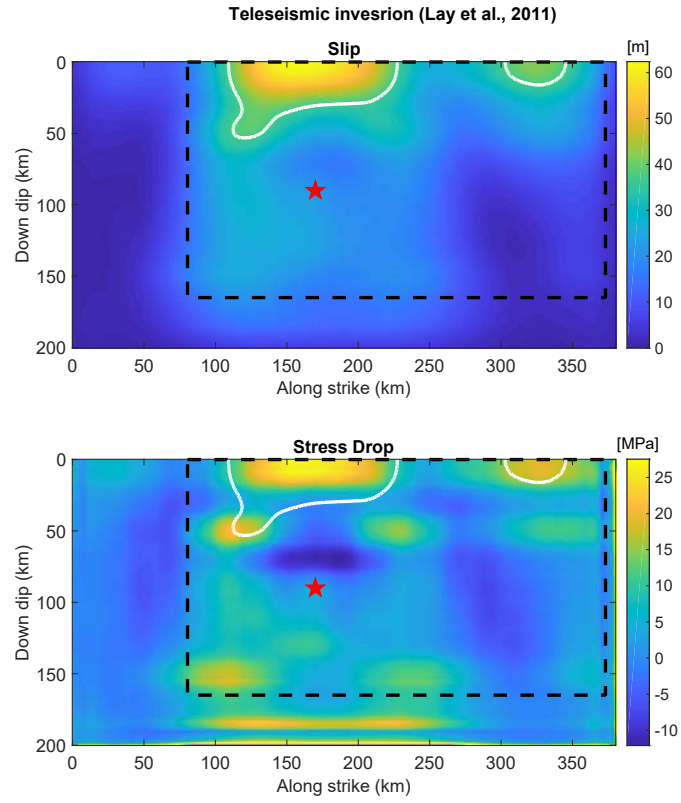 Teleseismic invesrion (Lay et al., 2011)
Slip
[m]
0
50
100
150
200
Down dip (km)
0 50 100 150 200 250 300 350
Along strike (km)
60
50
40
30
20
10
0
Stress Drop
[MPa]
0
50
100
150
200
Down dip (km)
0 50 100 150 200 250 300 350
Along strike (km)
25
20
15
10
5
0
-5
-10